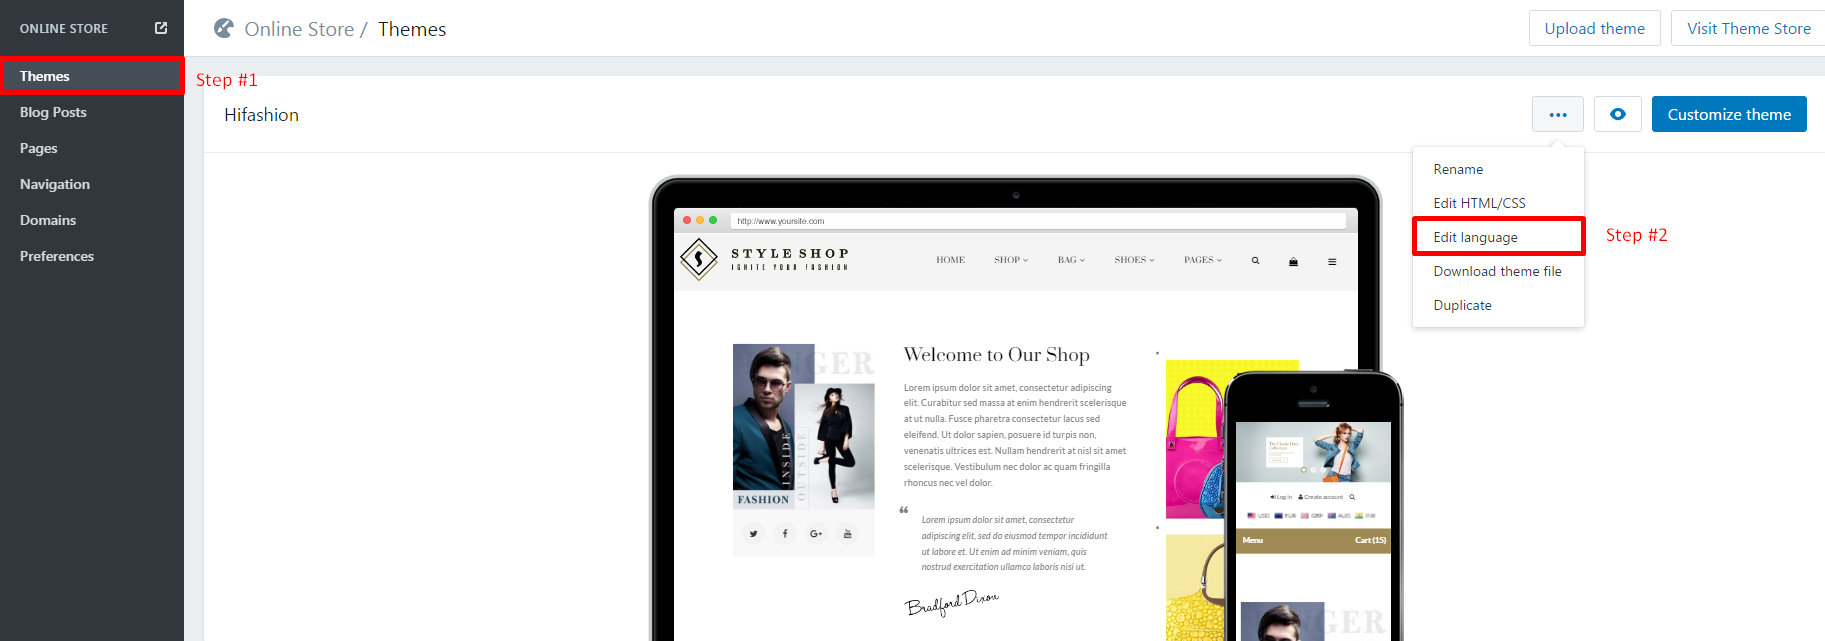 ONLINE STORE
Online Store / Themes
Upload theme
Visit Theme Store
Themes
Step #1
Blog Posts
Pages
Navigation
Domains
Preferences
Hifashion
Customize theme
Rename
Edit HTML/CSS
Edit language
Step #2
Download theme file
Duplicate
http://www.yoursite.com
STYLE SHOP
IGNITE YOUR FASHION
HOME
SHOP
BAG
SHOES
PAGES
INSIDE
OUTSIDE
FASHION
Welcome to Our Shop
Lorem ipsum dolor sit amet, consectetur adipiscing
elit. Curabitur sed massa at enim hendrerit scelerisque
at ut nulla. Fusce pharetra consectetur lacus sed
eleifend. Ut dolor sapien, posuere id turpis non,
venenatis ultrices est. Nullam hendrerit at nisl sit amet
scelerisque. Vestibulum nec dolor ac quam fringilla
rhoncus nec vel dolor.
“ Lorem ipsum dolor sit amet, consectetur
adipiscing elit, sed do eiusmod tempor incididunt
ut labore et. Ut enim ad minim veniam, quis
nostrud exercitation ullamco laboris nisi ut.
Bradford Dixon
Log In
Create account
USD
EUR
GBP
AUD
INR
Menu
Cart (15)